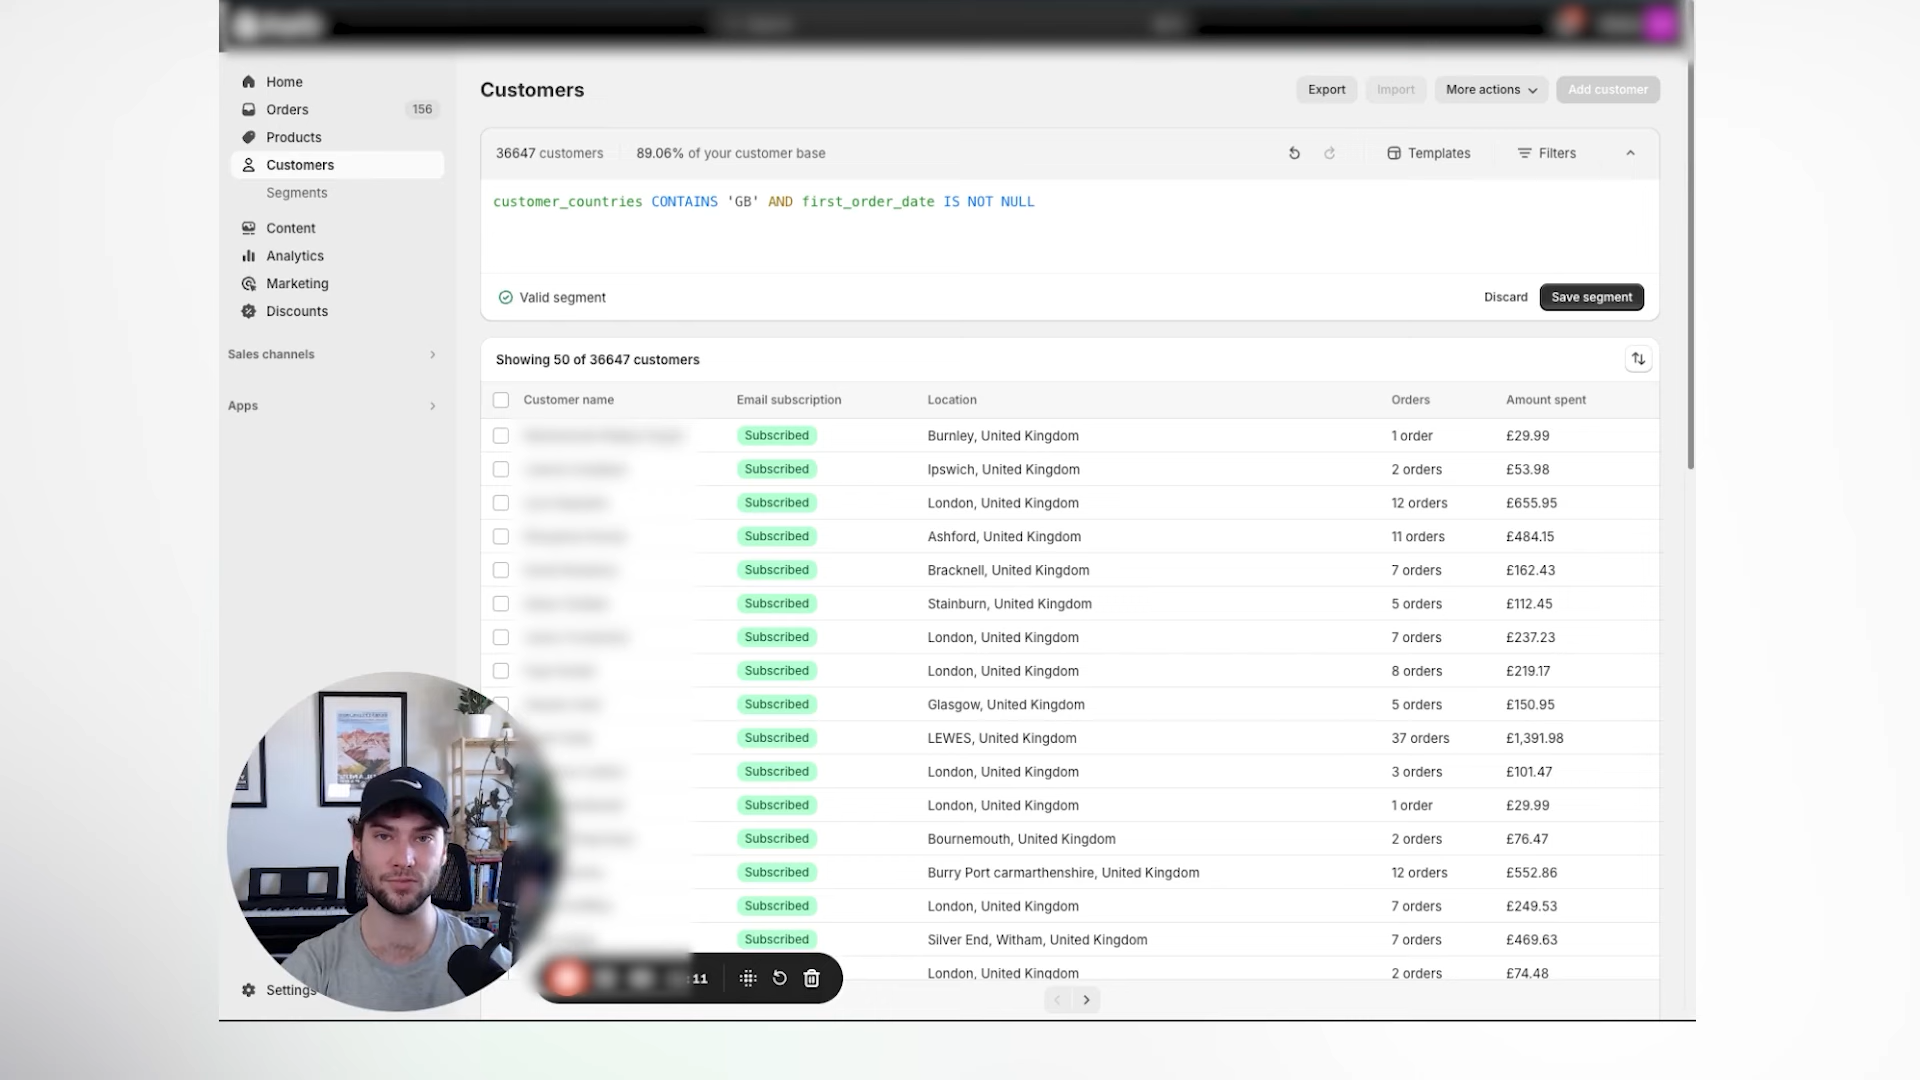 Home
Orders 156
Products
Customers
Segments
Content
Analytics
Marketing
Discounts
Sales channels
Apps
Settings
Customers
Export Import More actions Add customer
36647 customers 89.06% of your customer base Templates Filters
customer_countries CONTAINS 'GB' AND first_order_date IS NOT NULL
Valid segment Discard Save segment
Showing 50 of 36647 customers
Customer name Email subscription Location Orders Amount spent
Subscribed Burnley, United Kingdom 1 order £29.99
Subscribed Ipswich, United Kingdom 2 orders £53.98
Subscribed London, United Kingdom 12 orders £655.95
Subscribed Ashford, United Kingdom 11 orders £484.15
Subscribed Bracknell, United Kingdom 7 orders £162.43
Subscribed Stainburn, United Kingdom 5 orders £112.45
Subscribed London, United Kingdom 7 orders £237.23
Subscribed London, United Kingdom 8 orders £219.17
Subscribed Glasgow, United Kingdom 5 orders £150.95
Subscribed LEWES, United Kingdom 37 orders £1,391.98
Subscribed London, United Kingdom 3 orders £101.47
Subscribed London, United Kingdom 1 order £29.99
Subscribed Bournemouth, United Kingdom 2 orders £76.47
Subscribed Burry Port carmarthenshire, United Kingdom 12 orders £552.86
Subscribed London, United Kingdom 7 orders £249.53
Subscribed Silver End, Witham, United Kingdom 7 orders £469.63
London, United Kingdom 2 orders £74.48
11